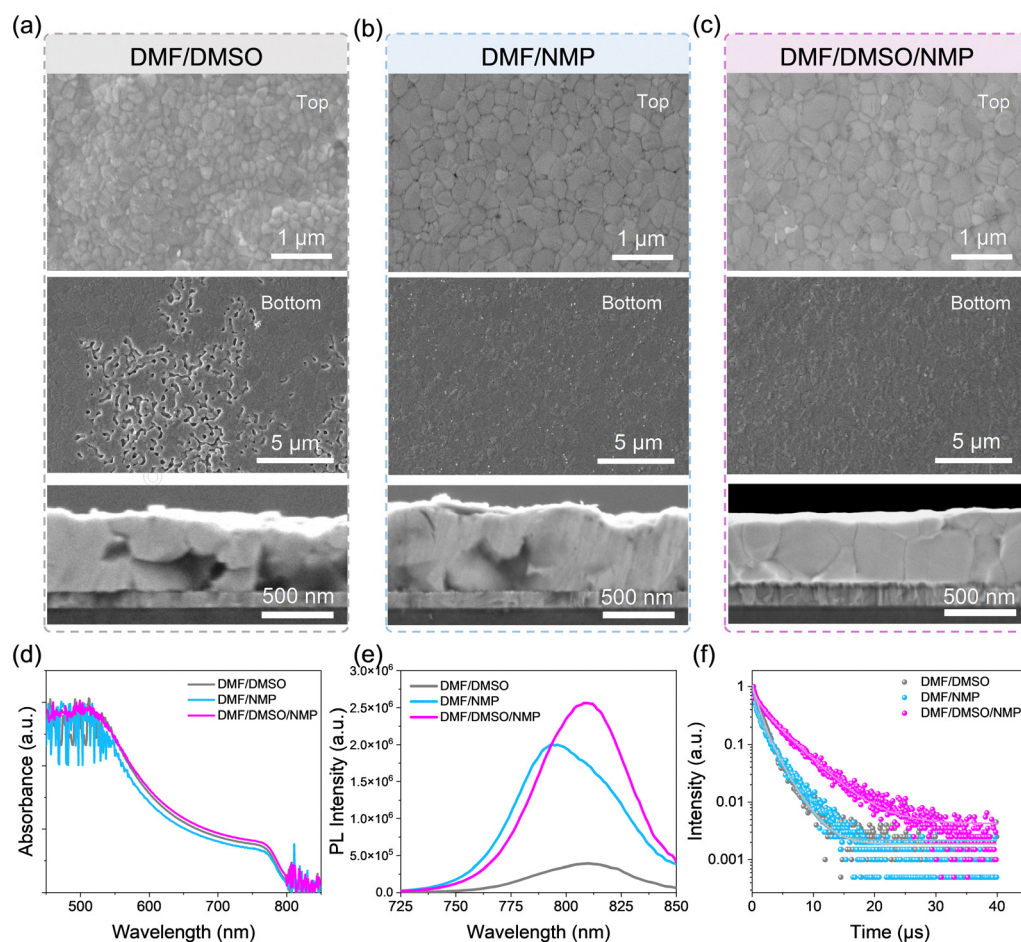 (a)
DMF/DMSO
Top
1 μm
Bottom
5 μm
500 nm
(b)
DMF/NMP
Top
1 μm
Bottom
5 μm
500 nm
(c)
DMF/DMSO/NMP
Top
1 μm
Bottom
5 μm
500 nm
(d)
DMF/DMSO
DMF/NMP
DMF/DMSO/NMP
Absorbance (a.u.)
500 600 700 800
Wavelength (nm)
(e)
DMF/DMSO
DMF/NMP
DMF/DMSO/NMP
PL Intensity (a.u.)
3.0×10⁶
2.5×10⁶
2.0×10⁶
1.5×10⁶
1.0×10⁶
5.0×10⁵
0.0
725 750 775 800 825 850
Wavelength (nm)
(f)
DMF/DMSO
DMF/NMP
DMF/DMSO/NMP
Intensity (a.u.)
1
0.1
0.01
0.001
0 10 20 30 40
Time (μs)